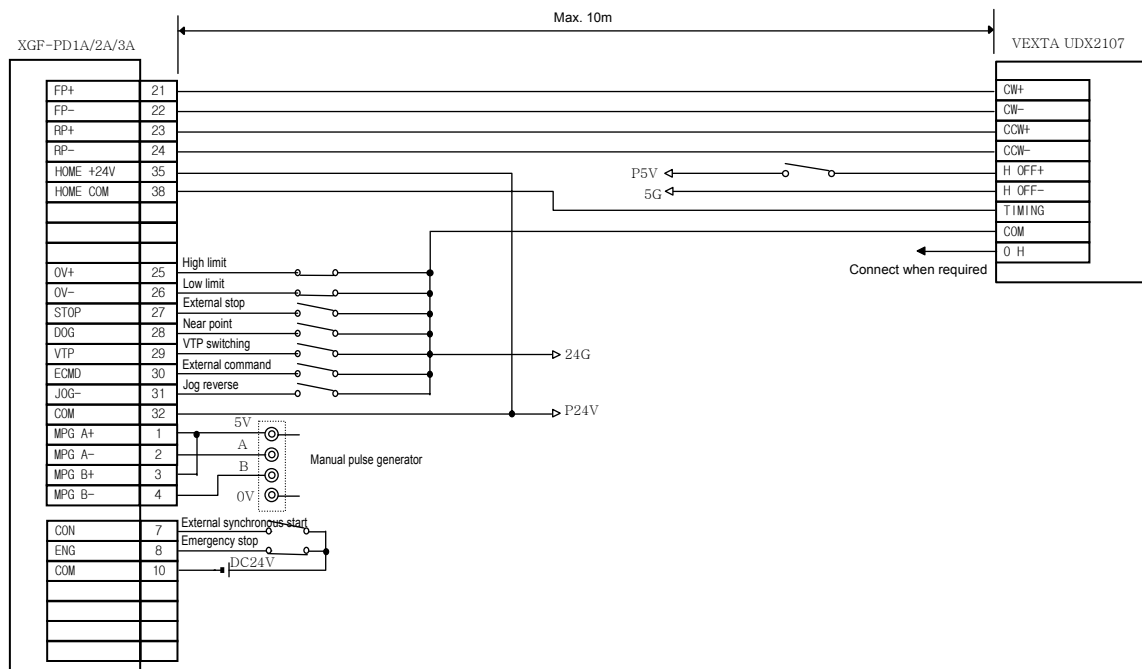 Max. 10m
XGF-PD1A/2A/3A
VEXTA UDX2107
FP+ 21 CW+
FP- 22 CW-
RP+ 23 CCW+
RP- 24 CCW-
HOME +24V 35 P5V H OFF+
HOME COM 38 5G H OFF-
TIMING
COM
O H
Connect when required
OV+ 25 High limit
OV- 26 Low limit
STOP 27 External stop
DOG 28 Near point
VTP 29 VTP switching 24G
ECMD 30 External command
JOG- 31 Jog reverse
COM 32 P24V
MPG A+ 1 5V
MPG A- 2 A
Manual pulse generator
MPG B+ 3 B
MPG B- 4 0V
CON 7 External synchronous start
ENG 8 Emergency stop
COM 10 DC24V